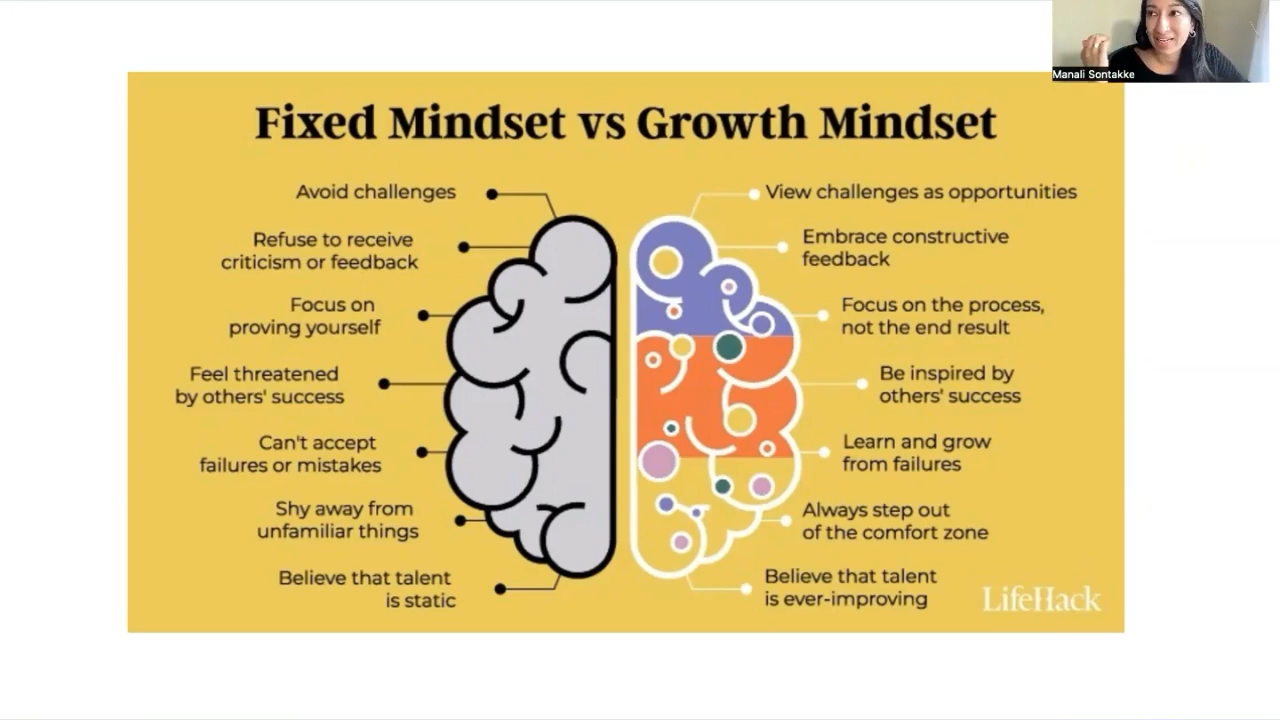 Manali Sontakke
Fixed Mindset vs Growth Mindset
Avoid challenges
Refuse to receive
criticism or feedback
Focus on
proving yourself
Feel threatened
by others' success
Can't accept
failures or mistakes
Shy away from
unfamiliar things
Believe that talent
is static
View challenges as opportunities
Embrace constructive
feedback
Focus on the process,
not the end result
Be inspired by
others' success
Learn and grow
from failures
Always step out
of the comfort zone
Believe that talent
is ever-improving
LifeHack